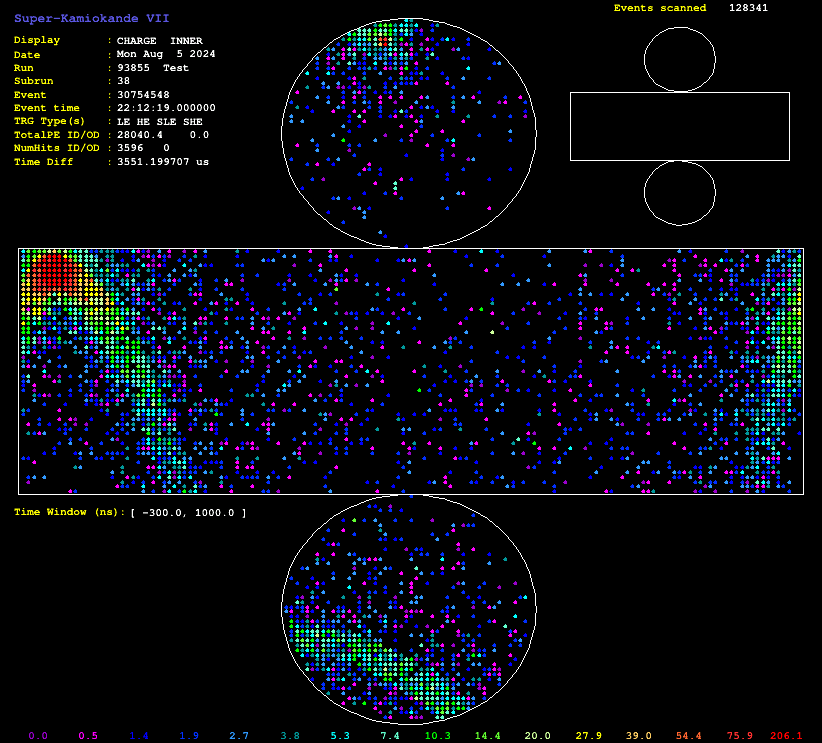 Events scanned 128341
Super-Kamiokande VII
Display : CHARGE INNER
Date : Mon Aug 5 2024
Run : 93855 Test
Subrun : 38
Event : 30754548
Event time : 22:12:19.000000
TRG Type(s) : LE HE SLE SHE
TotalPE ID/OD : 28040.4 0.0
NumHits ID/OD : 3596 0
Time Diff : 3551.199707 us
Time Window (ns): [ -300.0, 1000.0 ]
0.0 0.5 1.4 1.9 2.7 3.8 5.3 7.4 10.3 14.4 20.0 27.9 39.0 54.4 75.9 206.1